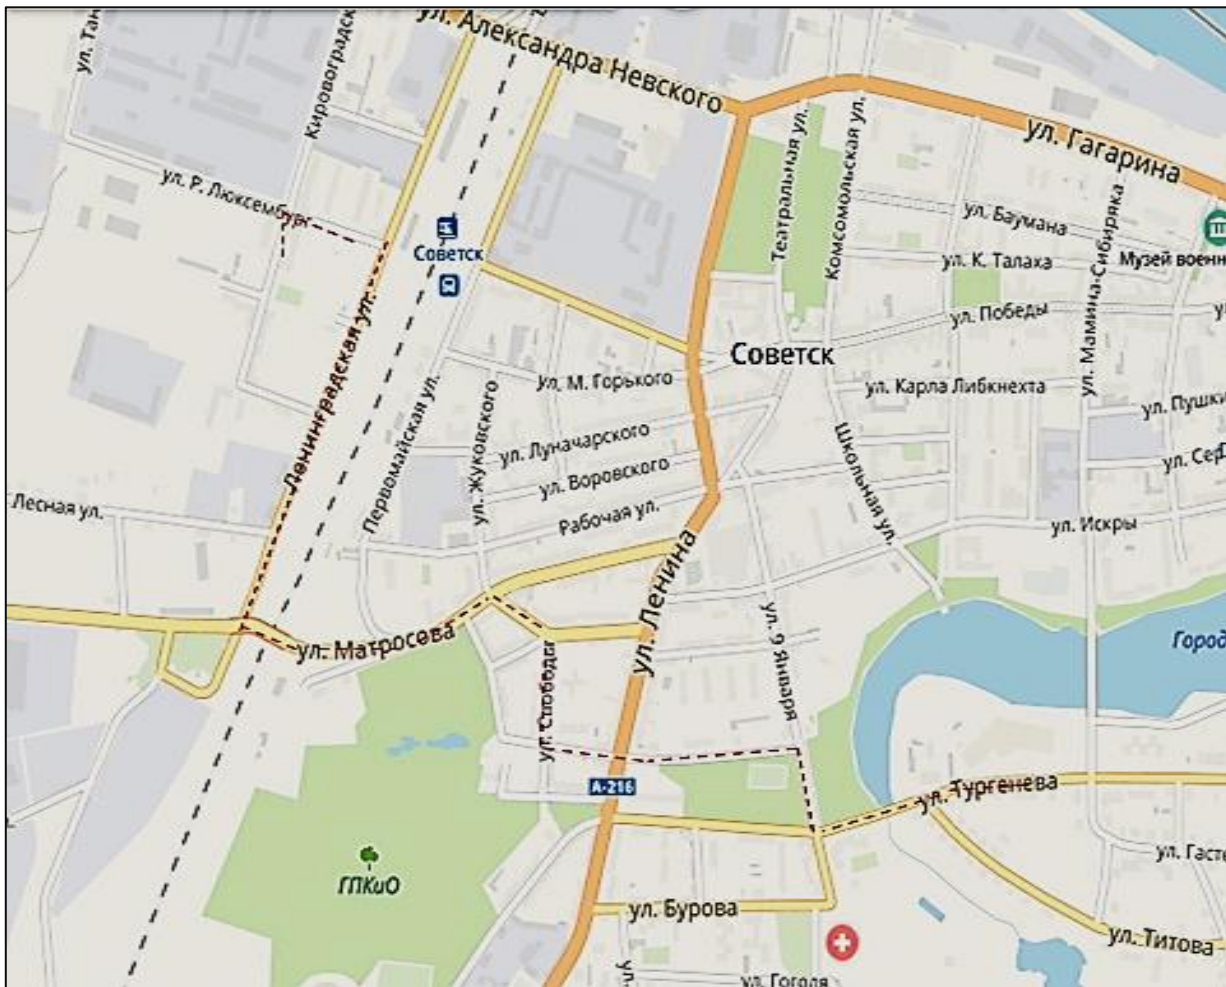 ул. Александра Невского
ул. Гагарина
Кировоградск
ул. Р. Люксембург
Театральная ул.
Комсомольская ул.
ул. Баумана
ул. К. Талаха
ул. Мамина-Сибиряка
Музей военн
Советск
ул. Победы
Советск
Ленинградская ул.
Первомайская ул.
ул. М. Горького
ул. Карла Либкнехта
ул. Пушки
ул. Жуковского
ул. Луначарского
ул. Воровского
Рабочая ул.
Школьная ул.
Лесная ул.
ул. Искры
ул. Ленина
ул. Матросова
ул. 9 Января
Город
ул. Свободы
А-216
ул. Тургенева
ул. Гасте
ГПКиО
ул. Бурова
ул. Титова
ул. Гоголя